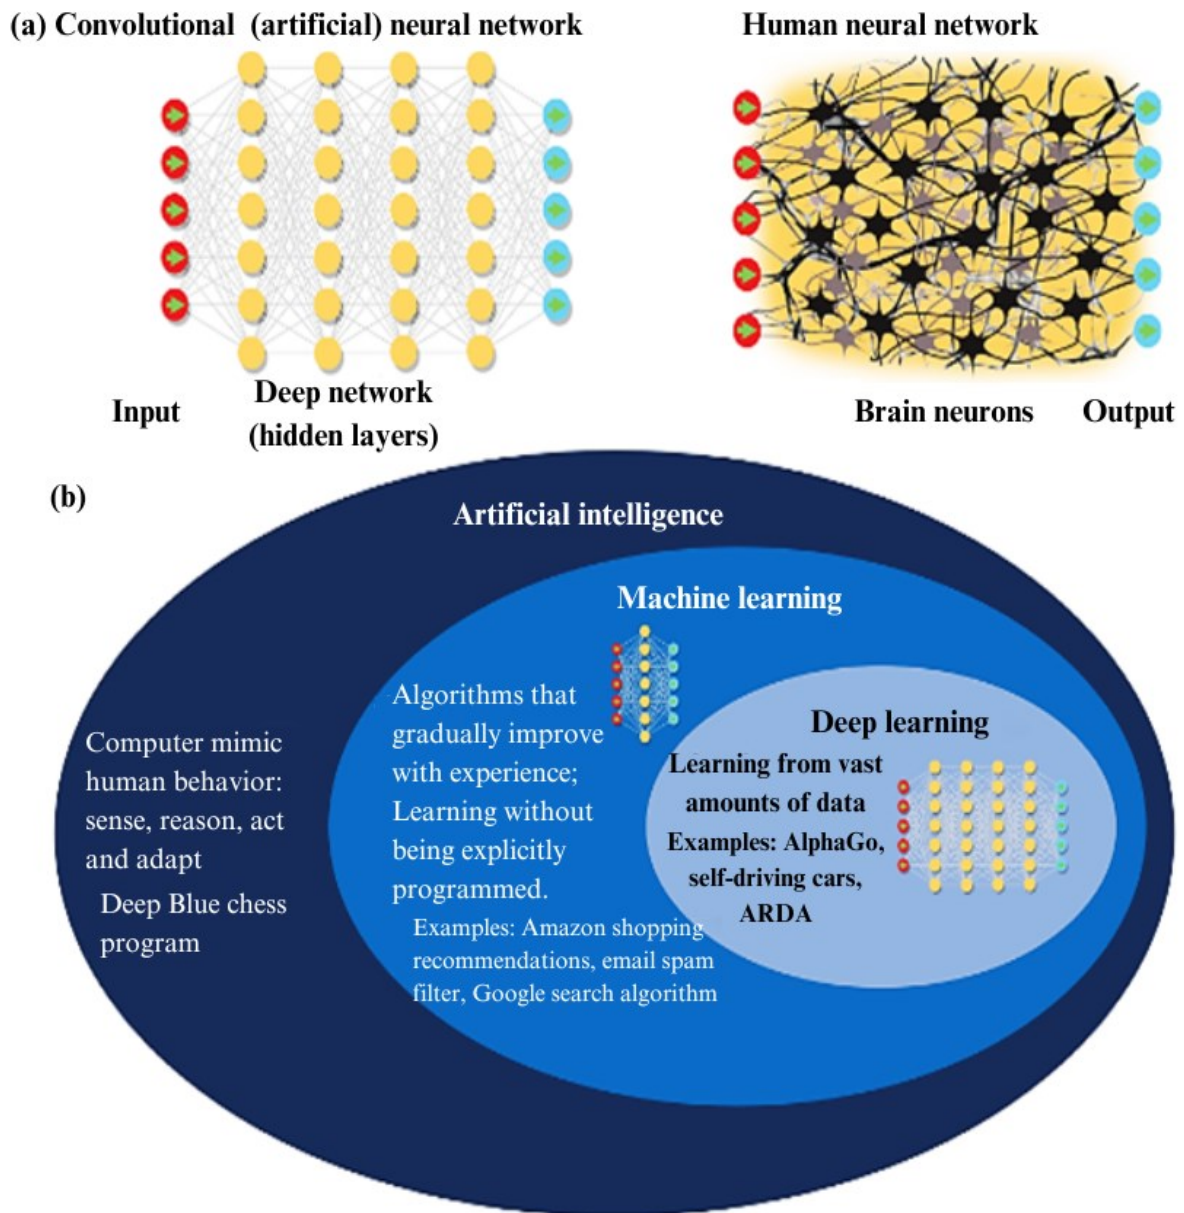 (a) Convolutional (artificial) neural network
Human neural network
Input
Deep network
(hidden layers)
Brain neurons
Output
(b)
Artificial intelligence
Machine learning
Deep learning
Computer mimic
human behavior:
sense, reason, act
and adapt
Deep Blue chess
program
Algorithms that
gradually improve
with experience;
Learning without
being explicitly
programmed.
Examples: Amazon shopping
recommendations, email spam
filter, Google search algorithm
Learning from vast
amounts of data
Examples: AlphaGo,
self-driving cars,
ARDA